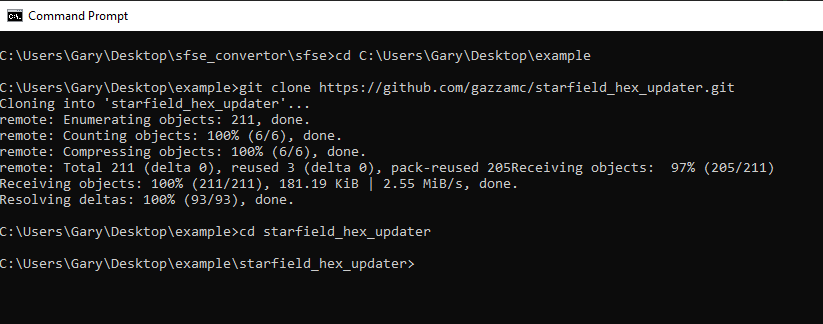 Command Prompt
C:\Users\Gary\Desktop\sfse_convertor\sfse>cd C:\Users\Gary\Desktop\example
C:\Users\Gary\Desktop\example>git clone https://github.com/gazzamc/starfield_hex_updater.git
Cloning into 'starfield_hex_updater'...
remote: Enumerating objects: 211, done.
remote: Counting objects: 100% (6/6), done.
remote: Compressing objects: 100% (6/6), done.
remote: Total 211 (delta 0), reused 3 (delta 0), pack-reused 205Receiving objects:  97% (205/211)
Receiving objects: 100% (211/211), 181.19 KiB | 2.55 MiB/s, done.
Resolving deltas: 100% (93/93), done.
C:\Users\Gary\Desktop\example>cd starfield_hex_updater
C:\Users\Gary\Desktop\example\starfield_hex_updater>